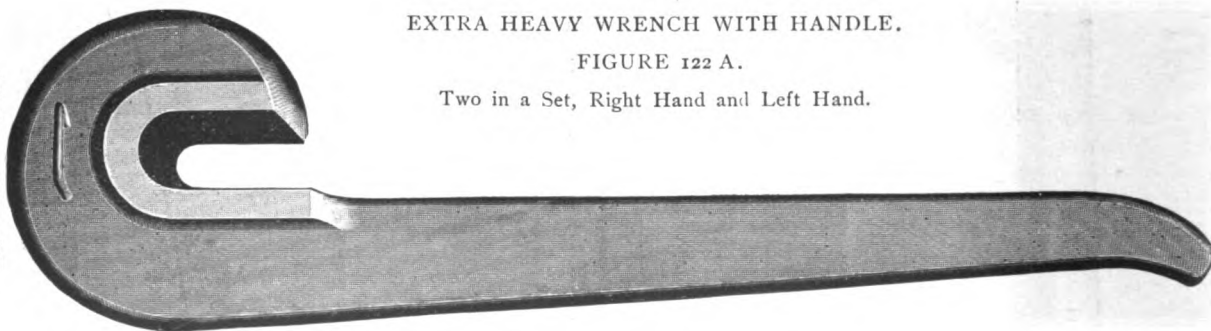 EXTRA HEAVY WRENCH WITH HANDLE.
FIGURE 122 A.
Two in a Set, Right Hand and Left Hand.